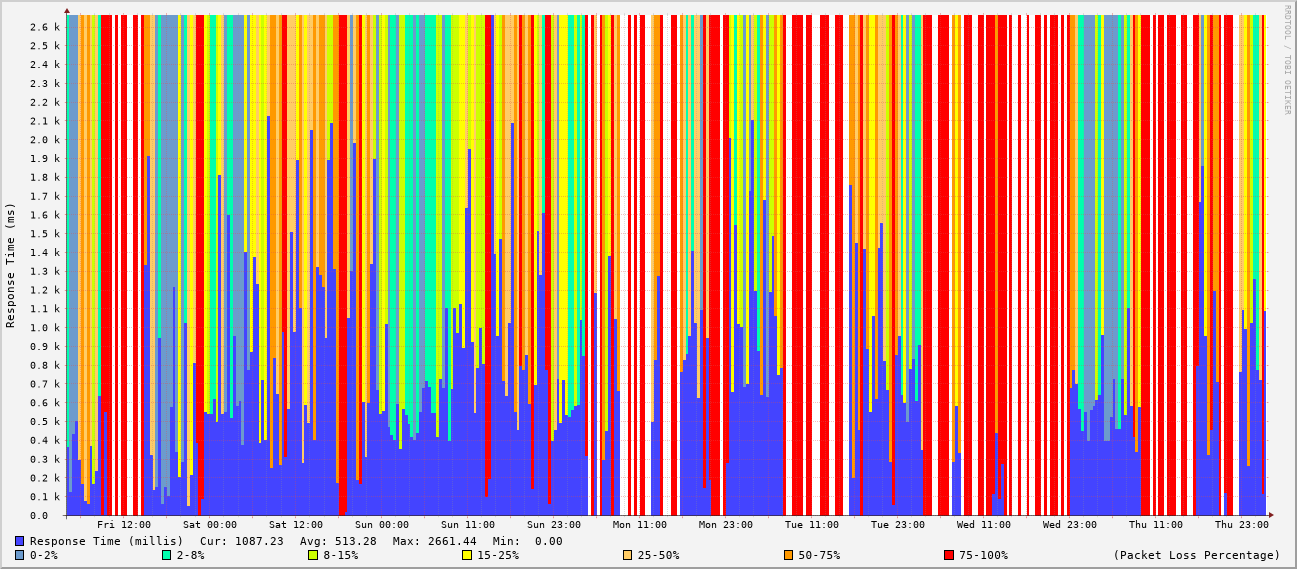 RRDTOOL / TOBI OETIKER
Response Time (ms)
2.6 k
2.5 k
2.4 k
2.3 k
2.2 k
2.1 k
2.0 k
1.9 k
1.8 k
1.7 k
1.6 k
1.5 k
1.4 k
1.3 k
1.2 k
1.1 k
1.0 k
0.9 k
0.8 k
0.7 k
0.6 k
0.5 k
0.4 k
0.3 k
0.2 k
0.1 k
0.0
Fri 12:00 Sat 00:00 Sat 12:00 Sun 00:00 Sun 11:00 Sun 23:00 Mon 11:00 Mon 23:00 Tue 11:00 Tue 23:00 Wed 11:00 Wed 23:00 Thu 11:00 Thu 23:00
Response Time (millis) Cur: 1087.23 Avg: 513.28 Max: 2661.44 Min: 0.00
0-2% 2-8% 8-15% 15-25% 25-50% 50-75% 75-100% (Packet Loss Percentage)